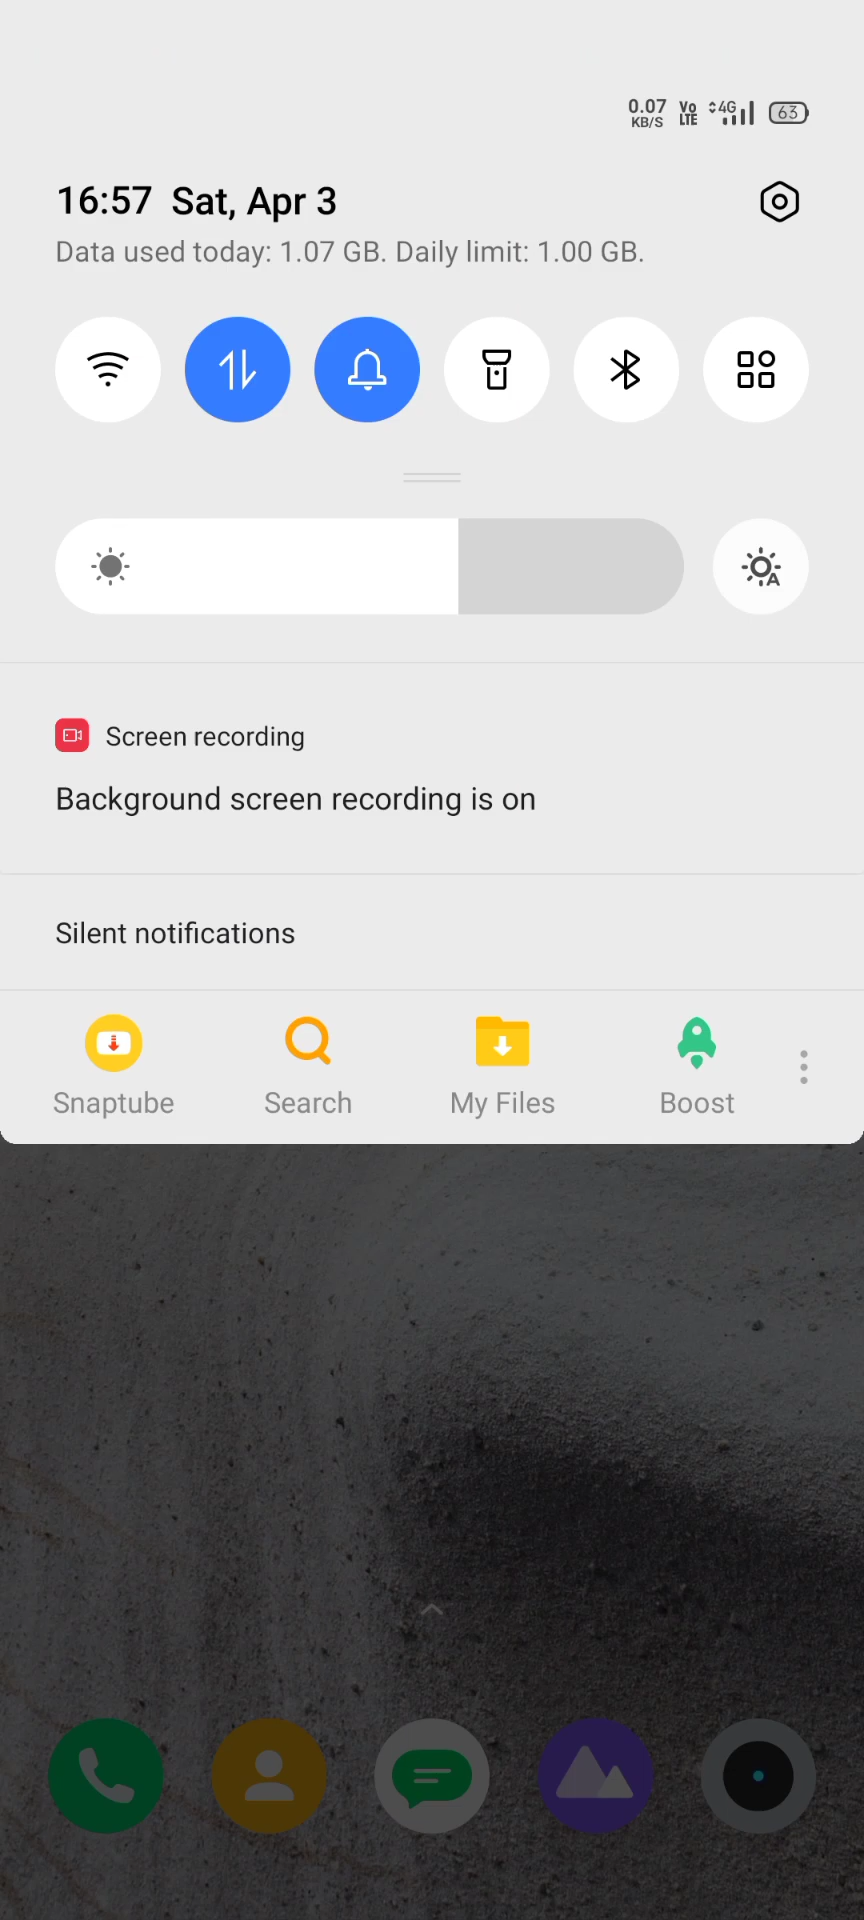 0.07 KB/S Vo LTE 4G 63
16:57 Sat, Apr 3
Data used today: 1.07 GB. Daily limit: 1.00 GB.
A
Screen recording
Background screen recording is on
Silent notifications
Snaptube Search My Files Boost